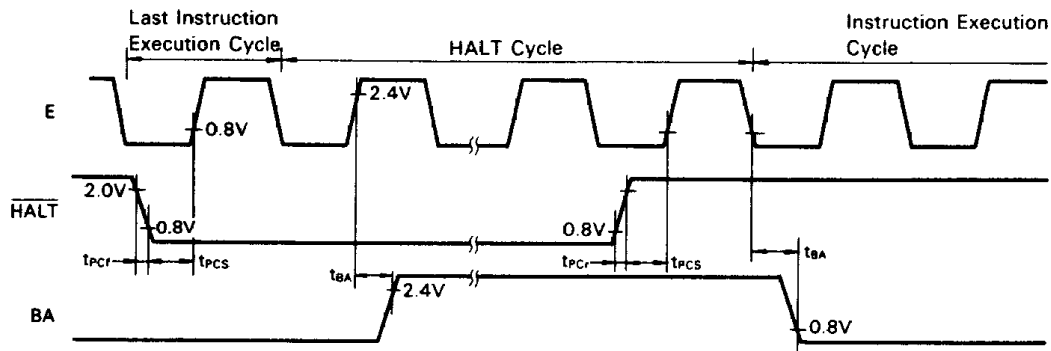 Last Instruction
Execution Cycle
HALT Cycle
Instruction Execution
Cycle
E
2.4V
0.8V
HALT
2.0V
0.8V
0.8V
tPCf
tPCS
tBA
tPCr
tPCS
tBA
BA
2.4V
0.8V